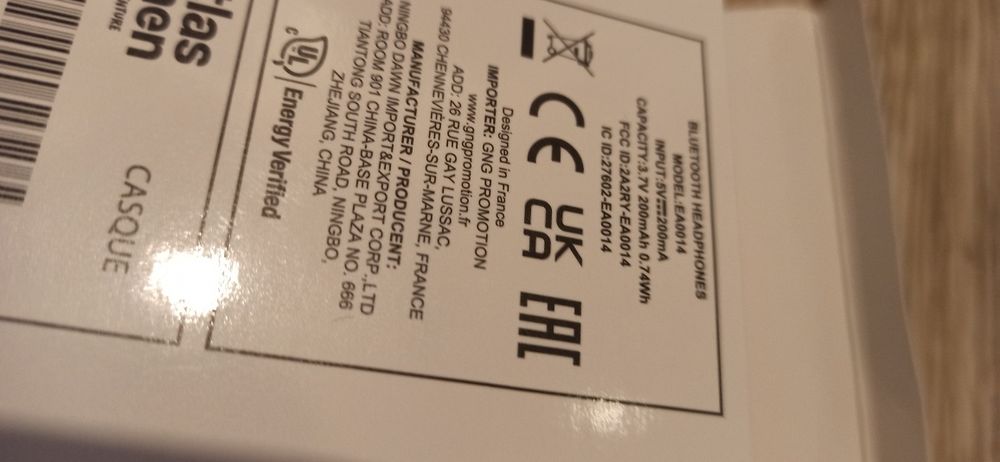 BLUETOOTH HEADPHONES
MODEL:EA0014
INPUT:5V⎓200mA
CAPACITY:3.7V 200mAh 0.74Wh
FCC ID:2A2RY-EA0014
IC ID:27602-EA0014
CE UK CA EAC
Designed in France
IMPORTER: GNG PROMOTION
www.gngpromotion.fr
ADD: 26 RUE GAY LUSSAC,
94430 CHENNEVIÈRES-SUR-MARNE, FRANCE
MANUFACTURER / PRODUCENT:
NINGBO DAWN IMPORT&EXPORT CORP.,LTD
ADD: ROOM 901 CHINA-BASE PLAZA NO. 666
TIANTONG SOUTH ROAD, NINGBO,
ZHEJIANG, CHINA
c UL Energy Verified
CASQUE